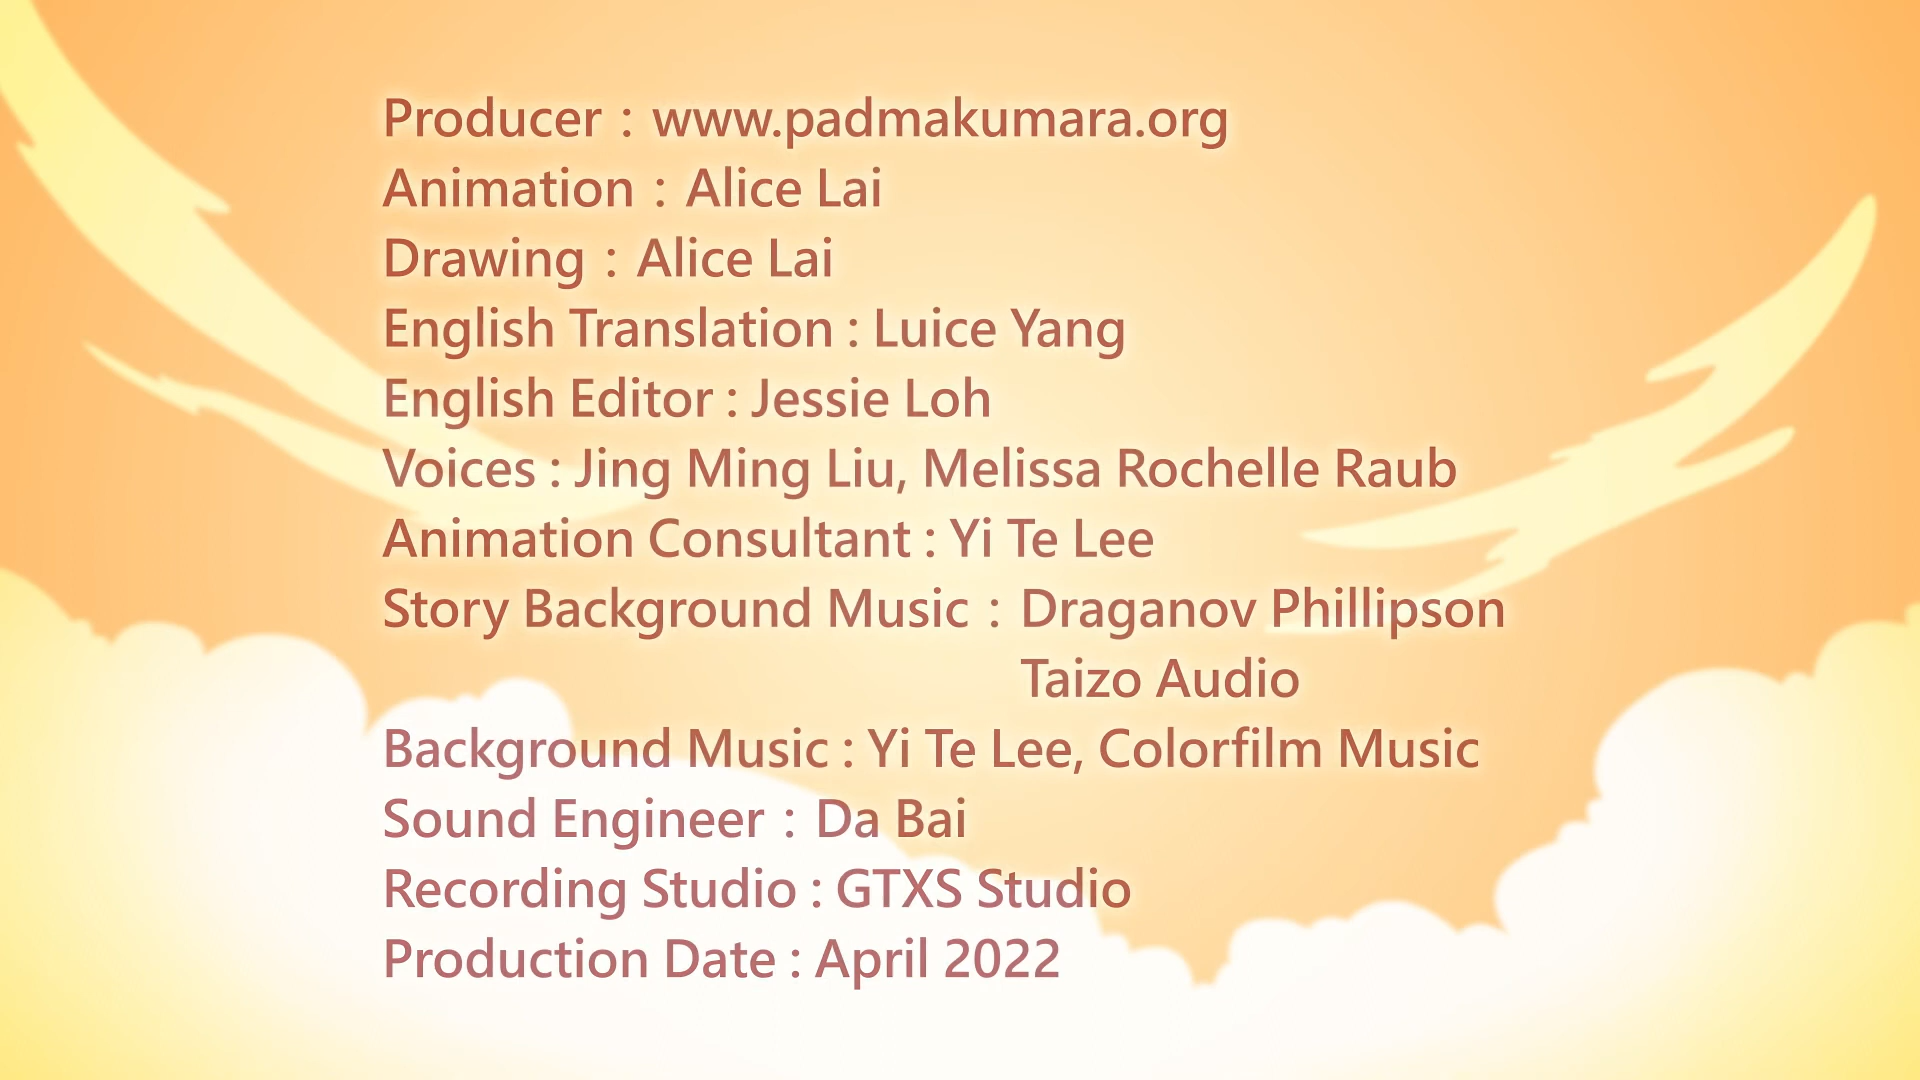 Producer：www.padmakumara.org
Animation：Alice Lai
Drawing：Alice Lai
English Translation : Luice Yang
English Editor : Jessie Loh
Voices : Jing Ming Liu, Melissa Rochelle Raub
Animation Consultant : Yi Te Lee
Story Background Music：Draganov Phillipson
Taizo Audio
Background Music : Yi Te Lee, Colorfilm Music
Sound Engineer：Da Bai
Recording Studio : GTXS Studio
Production Date : April 2022